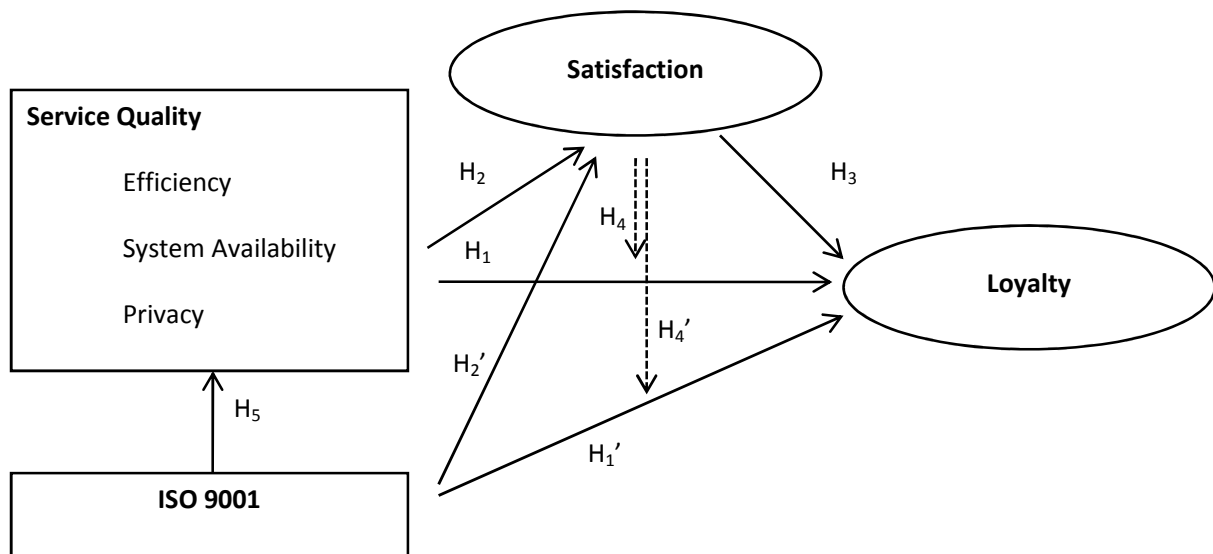 Satisfaction
Service Quality
Efficiency
System Availability
Privacy
H₂
H₃
H₄
H₁
Loyalty
H₄’
H₂’
H₅
H₁’
ISO 9001